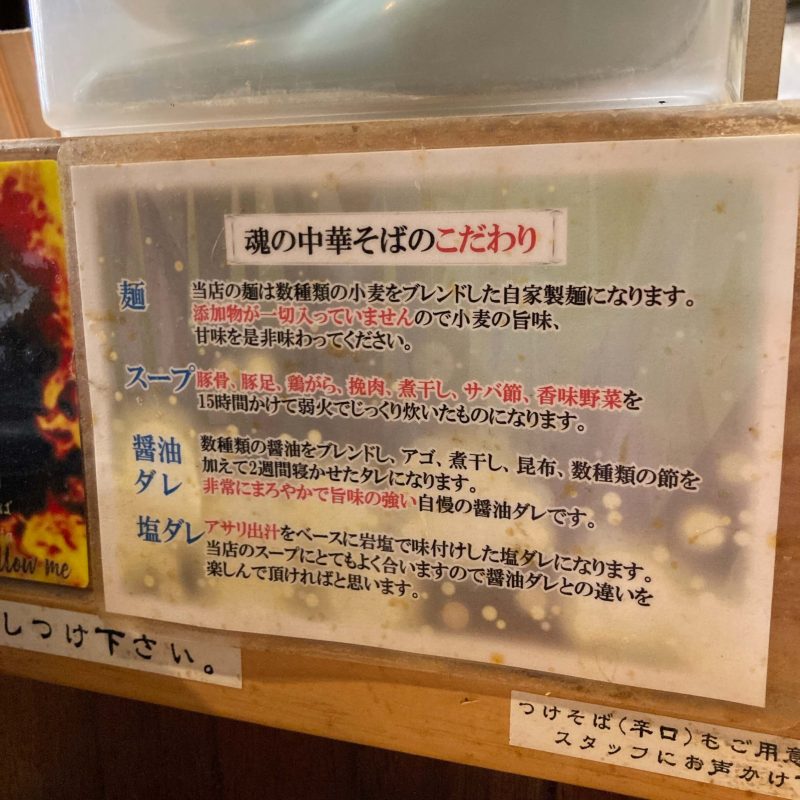 魂の中華そばのこだわり
麺
当店の麺は数種類の小麦をブレンドした自家製麺になります。
添加物が一切入っていませんので小麦の旨味、
甘味を是非味わってください。
スープ
豚骨、豚足、鶏がら、挽肉、煮干し、サバ節、香味野菜を
15時間かけて弱火でじっくり炊いたものになります。
醤油
ダレ
数種類の醤油をブレンドし、アゴ、煮干し、昆布、数種類の節を
加えて2週間寝かせたタレになります。
非常にまろやかで旨味の強い自慢の醤油ダレです。
塩ダレ
アサリ出汁をベースに岩塩で味付けした塩ダレになります。
当店のスープにとてもよく合いますので醤油ダレとの違いを
楽しんで頂ければと思います。
llow me
しつけ下さい。
つけそば(辛口)もご用意
スタッフにお声かけ